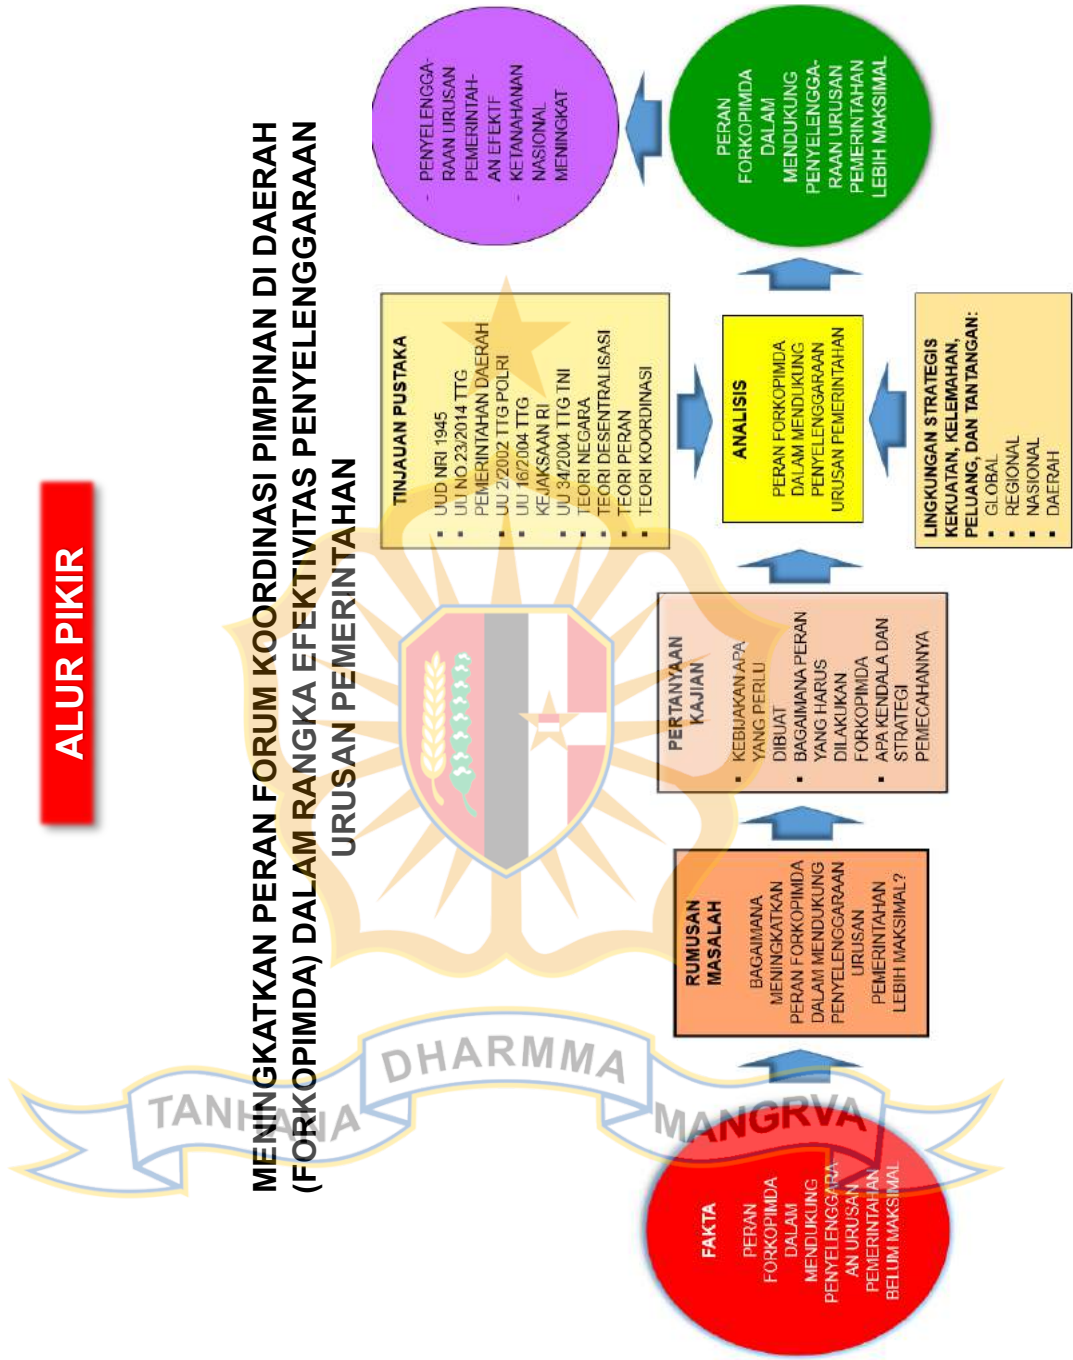 ALUR PIKIR
MENINGKATKAN PERAN FORUM KOORDINASI PIMPINAN DI DAERAH
(FORKOPIMDA) DALAM RANGKA EFEKTIVITAS PENYELENGGARAAN
URUSAN PEMERINTAHAN
FAKTA
PERAN
FORKOPIMDA
DALAM
MENDUKUNG
PENYELENGGARA
AN URUSAN
PEMERINTAHAN
BELUM MAKSIMAL
RUMUSAN
MASALAH
BAGAIMANA
MENINGKATKAN
PERAN FORKOPIMDA
DALAM MENDUKUNG
PENYELENGGARAAN
URUSAN
PEMERINTAHAN
LEBIH MAKSIMAL?
PERTANYAAN
KAJIAN
▪ KEBIJAKAN APA
YANG PERLU
DIBUAT
▪ BAGAIMANA PERAN
YANG HARUS
DILAKUKAN
FORKOPIMDA
▪ APA KENDALA DAN
STRATEGI
PEMECAHANNYA
TINJAUAN PUSTAKA
▪ UUD NRI 1945
▪ UU NO 23/2014 TTG
PEMERINTAHAN DAERAH
▪ UU 2/2002 TTG POLRI
▪ UU 16/2004 TTG
KEJAKSAAN RI
▪ UU 34/2004 TTG TNI
▪ TEORI NEGARA
▪ TEORI DESENTRALISASI
▪ TEORI PERAN
▪ TEORI KOORDINASI
ANALISIS
PERAN FORKOPIMDA
DALAM MENDUKUNG
PENYELENGGARAAN
URUSAN PEMERINTAHAN
LINGKUNGAN STRATEGIS
KEKUATAN, KELEMAHAN,
PELUANG, DAN TANTANGAN:
▪ GLOBAL
▪ REGIONAL
▪ NASIONAL
▪ DAERAH
PERAN
FORKOPIMDA
DALAM
MENDUKUNG
PENYELENGGA-
RAAN URUSAN
PEMERINTAHAN
LEBIH MAKSIMAL
- PENYELENGGA-
RAAN URUSAN
PEMERINTAH-
AN EFEKTF
- KETANAHANAN
NASIONAL
MENINGKAT
TANHANA
DHARMMA
MANGRVA